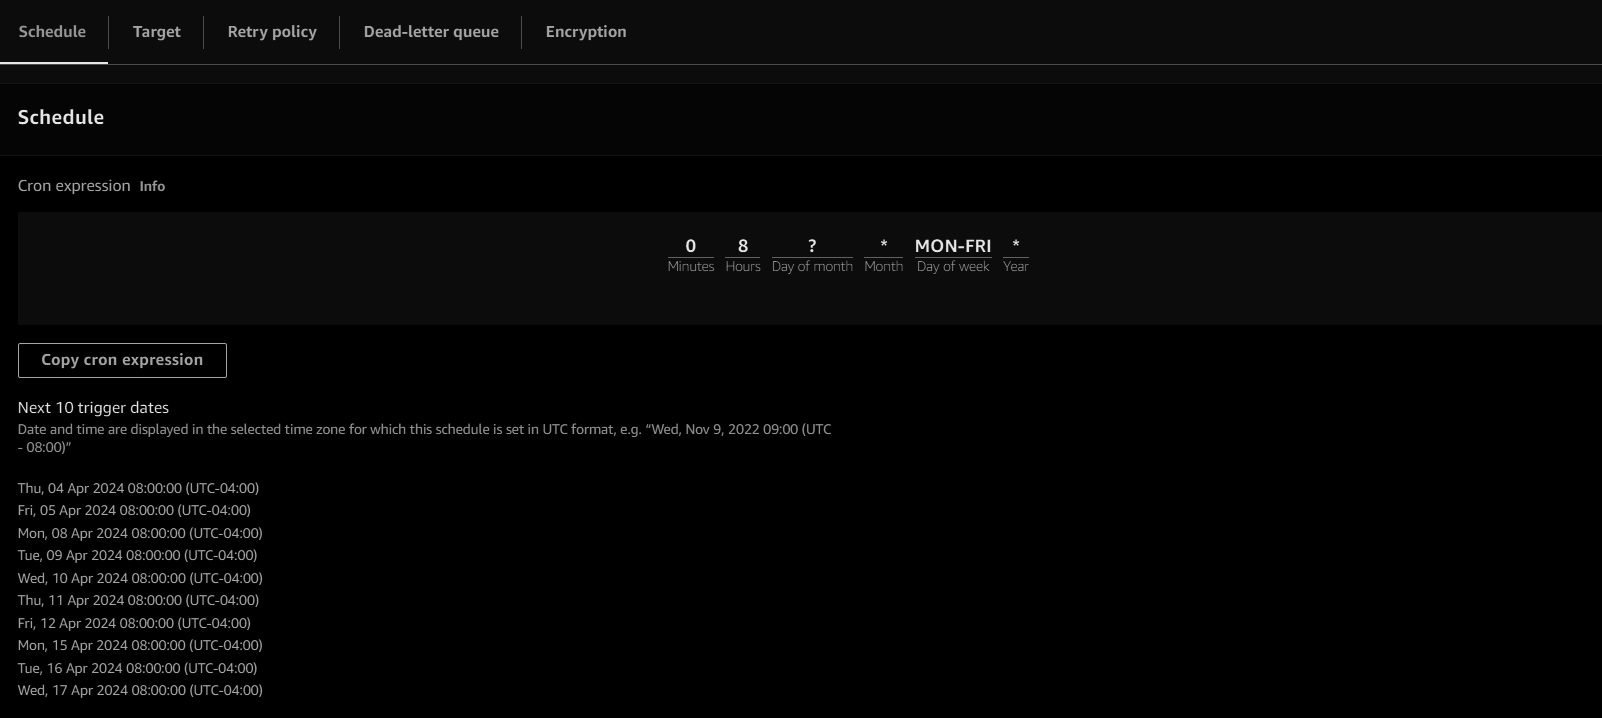 Schedule Target Retry policy Dead-letter queue Encryption
Schedule
Cron expression Info
0 8 ? * MON-FRI *
Minutes Hours Day of month Month Day of week Year
Copy cron expression
Next 10 trigger dates
Date and time are displayed in the selected time zone for which this schedule is set in UTC format, e.g. “Wed, Nov 9, 2022 09:00 (UTC
- 08:00)”
Thu, 04 Apr 2024 08:00:00 (UTC-04:00)
Fri, 05 Apr 2024 08:00:00 (UTC-04:00)
Mon, 08 Apr 2024 08:00:00 (UTC-04:00)
Tue, 09 Apr 2024 08:00:00 (UTC-04:00)
Wed, 10 Apr 2024 08:00:00 (UTC-04:00)
Thu, 11 Apr 2024 08:00:00 (UTC-04:00)
Fri, 12 Apr 2024 08:00:00 (UTC-04:00)
Mon, 15 Apr 2024 08:00:00 (UTC-04:00)
Tue, 16 Apr 2024 08:00:00 (UTC-04:00)
Wed, 17 Apr 2024 08:00:00 (UTC-04:00)